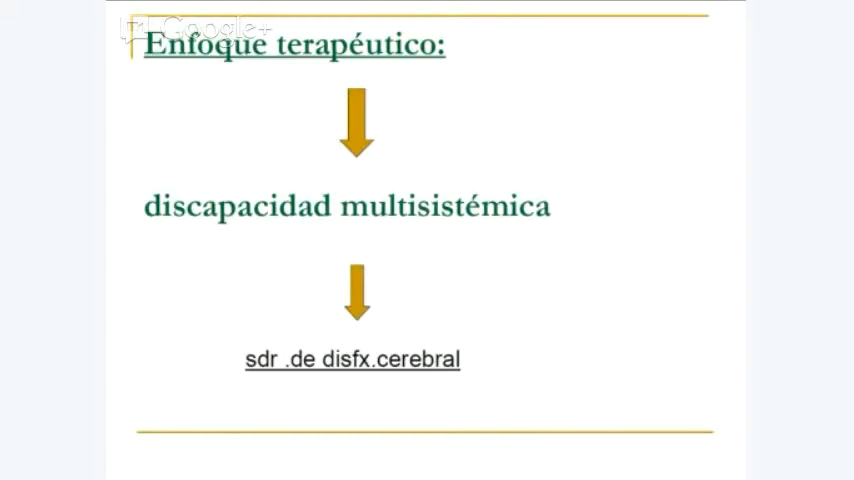 Google+
Enfoque terapéutico:
discapacidad multisistémica
sdr .de disfx.cerebral